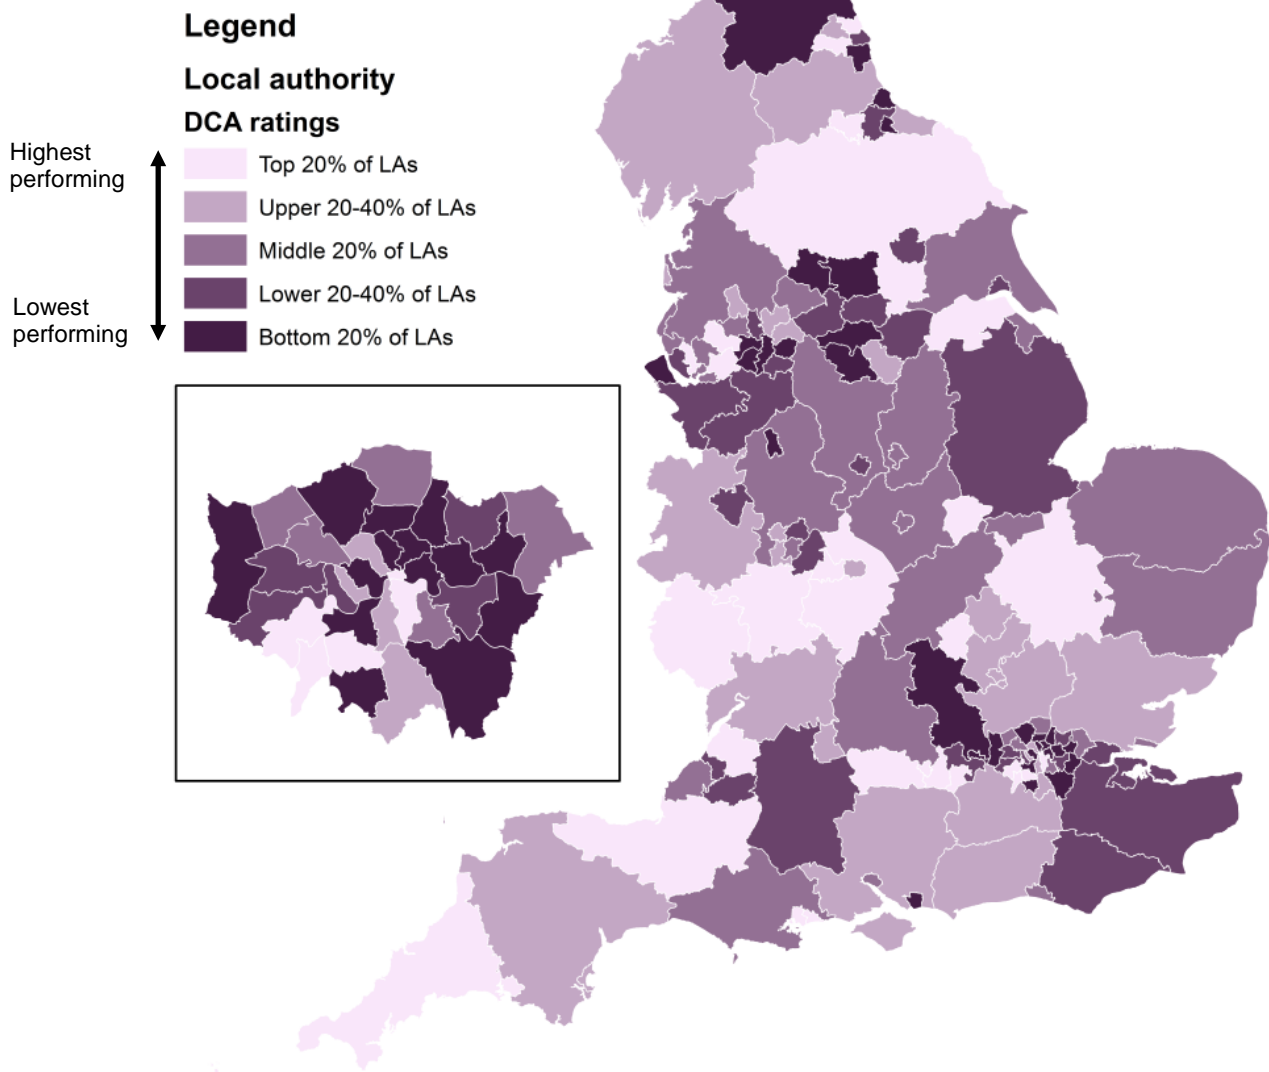 Legend
Local authority
DCA ratings
Highest
performing
Top 20% of LAs
Upper 20-40% of LAs
Middle 20% of LAs
Lower 20-40% of LAs
Lowest
performing
Bottom 20% of LAs